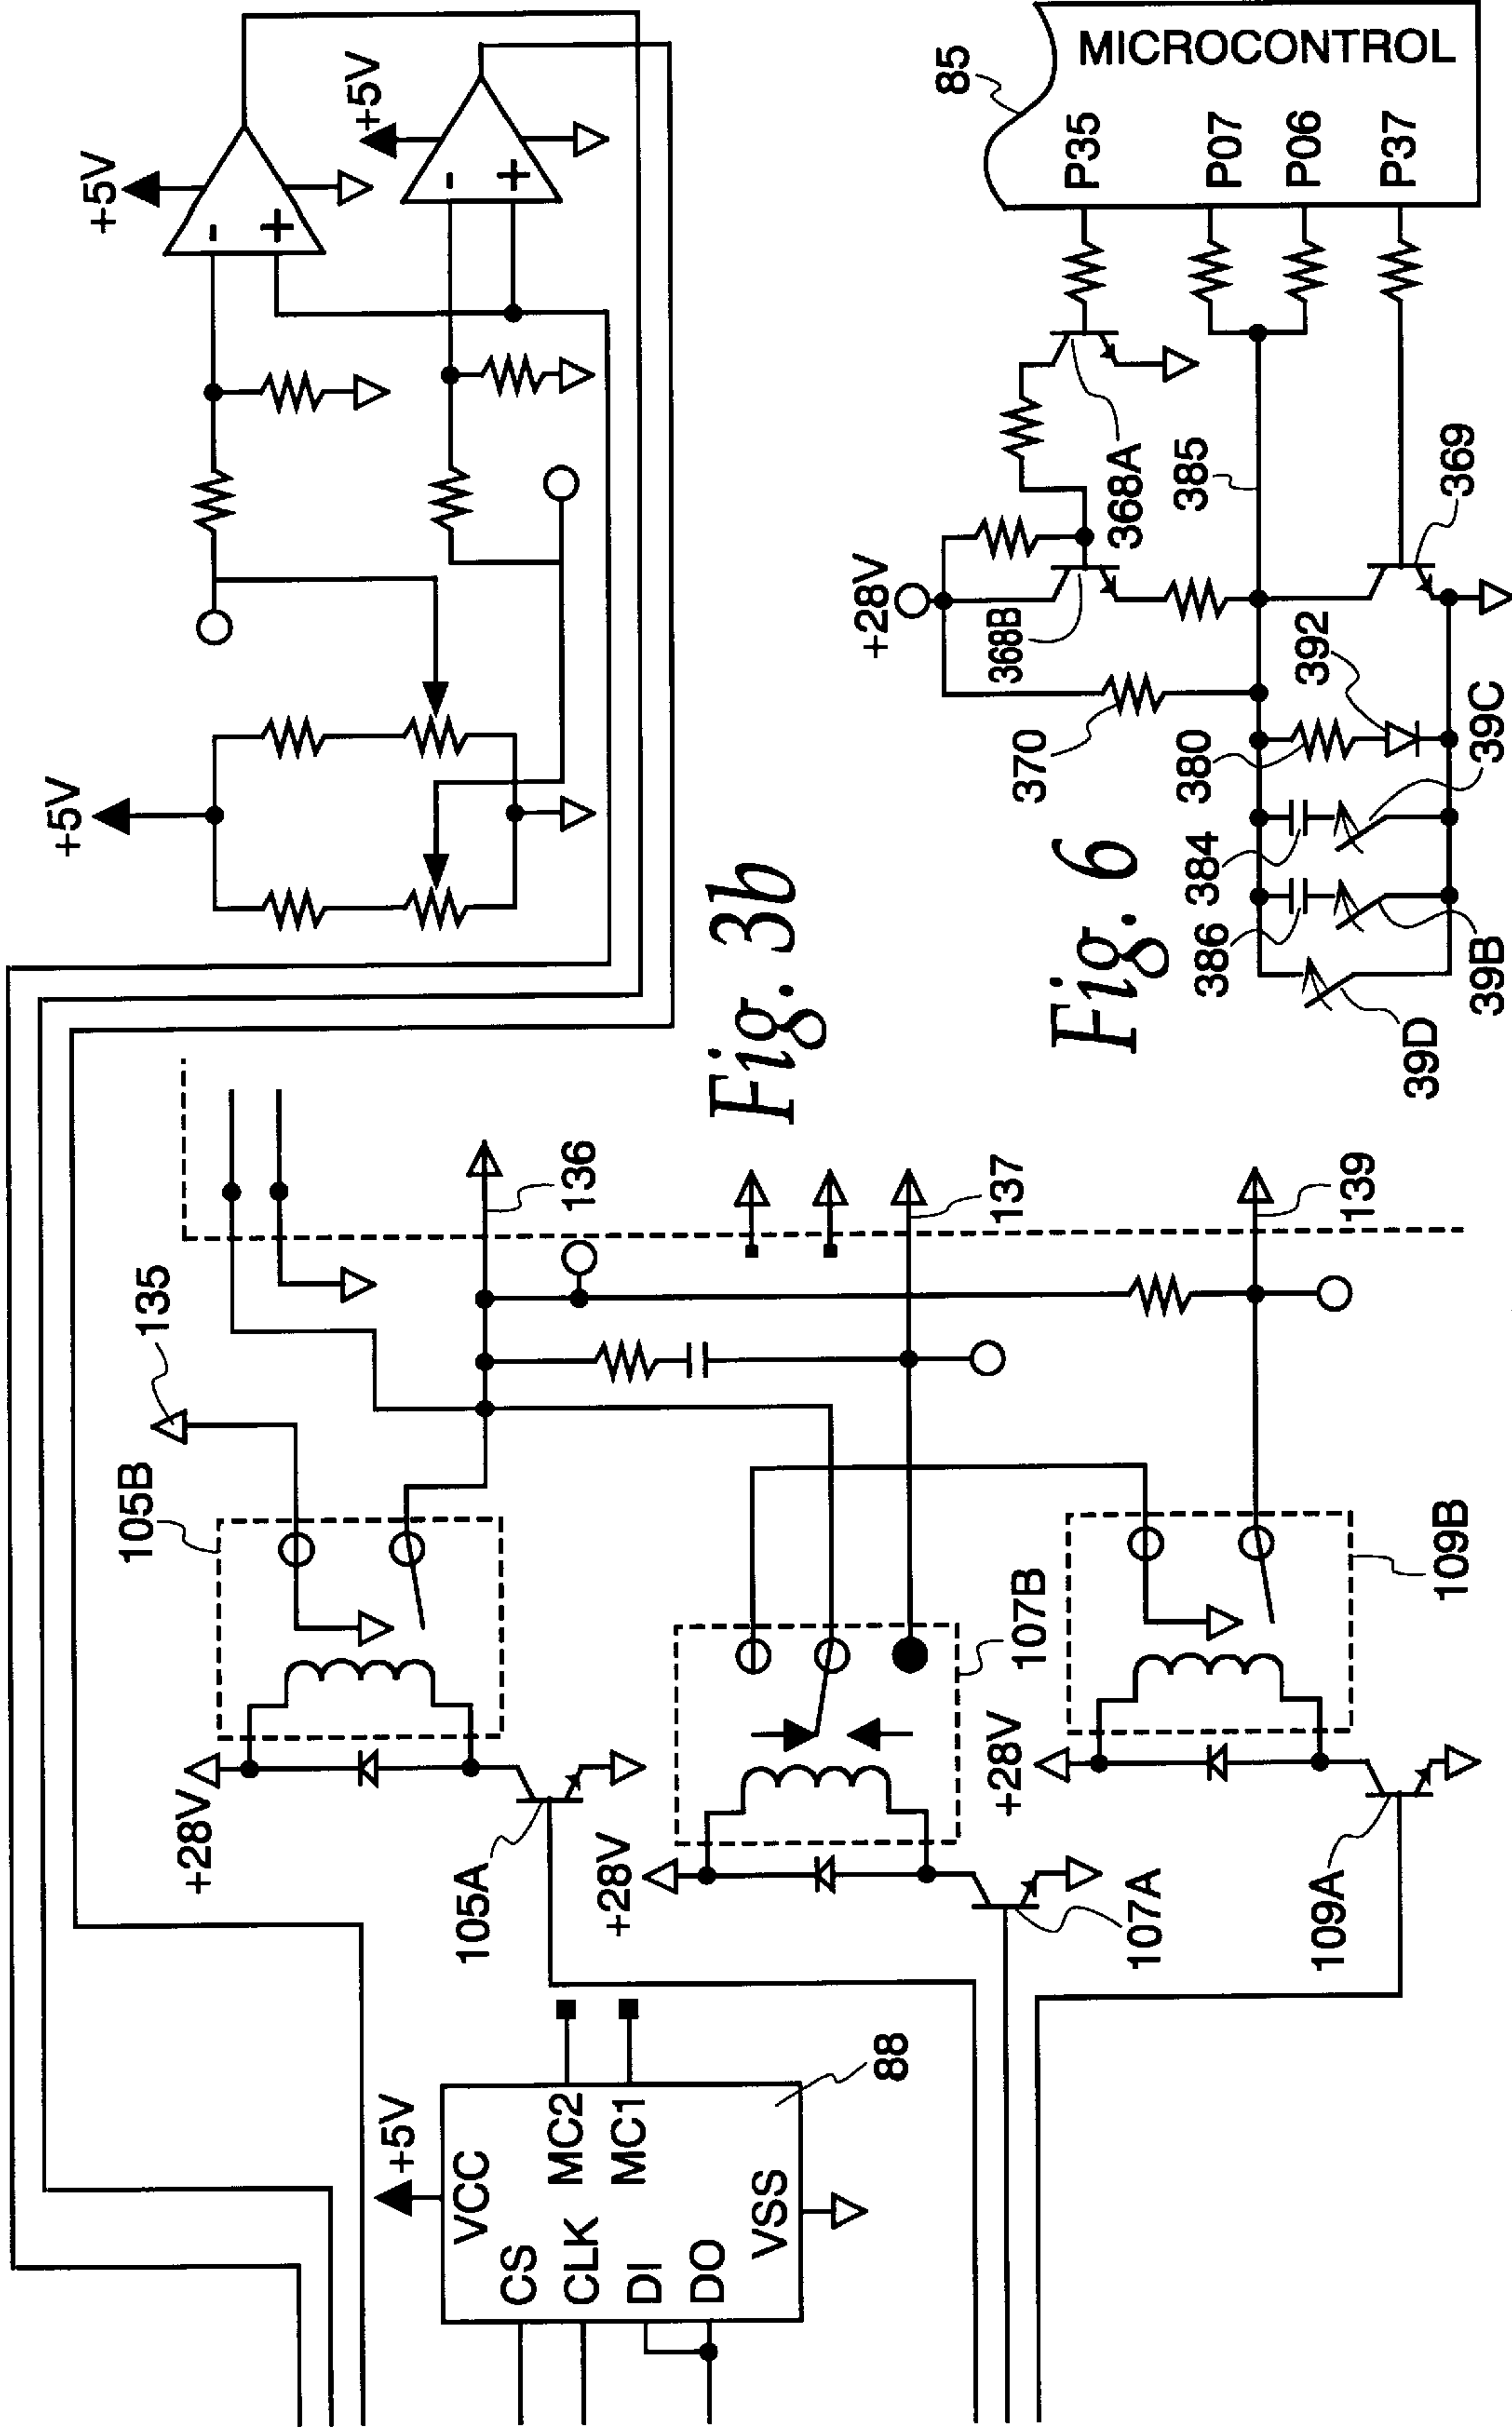 +5V
+5V
+5V
Fig. 3b
135
136
137
139
105B
107B
109B
+28V
+28V
+28V
105A
107A
109A
+5V
VCC
CS
CLK
DI
DO
MC2
MC1
VSS
88
85
MICROCONTROL
P35
P07
P06
P37
+28V
368A
368B
385
369
370
380
392
384
39C
386
39B
39D
Fig. 6